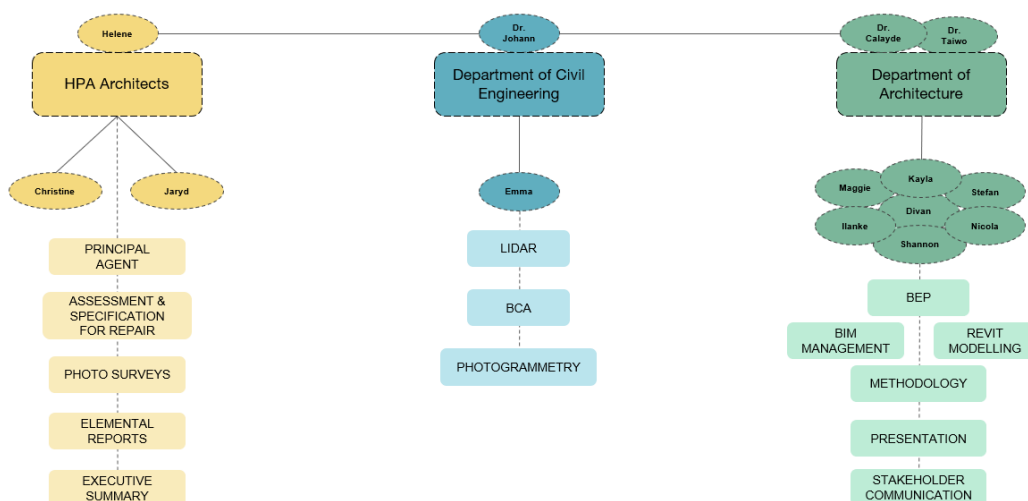 Helene
HPA Architects
Christine
Jaryd
PRINCIPAL
AGENT
ASSESSMENT &
SPECIFICATION
FOR REPAIR
PHOTO SURVEYS
ELEMENTAL
REPORTS
EXECUTIVE
SUMMARY
Dr.
Johann
Department of Civil
Engineering
Emma
LIDAR
BCA
PHOTOGRAMMETRY
Dr.
Calayde
Dr.
Taiwo
Department of
Architecture
Maggie
Kayla
Stefan
Divan
Ilanke
Nicola
Shannon
BEP
BIM
MANAGEMENT
REVIT
MODELLING
METHODOLOGY
PRESENTATION
STAKEHOLDER
COMMUNICATION